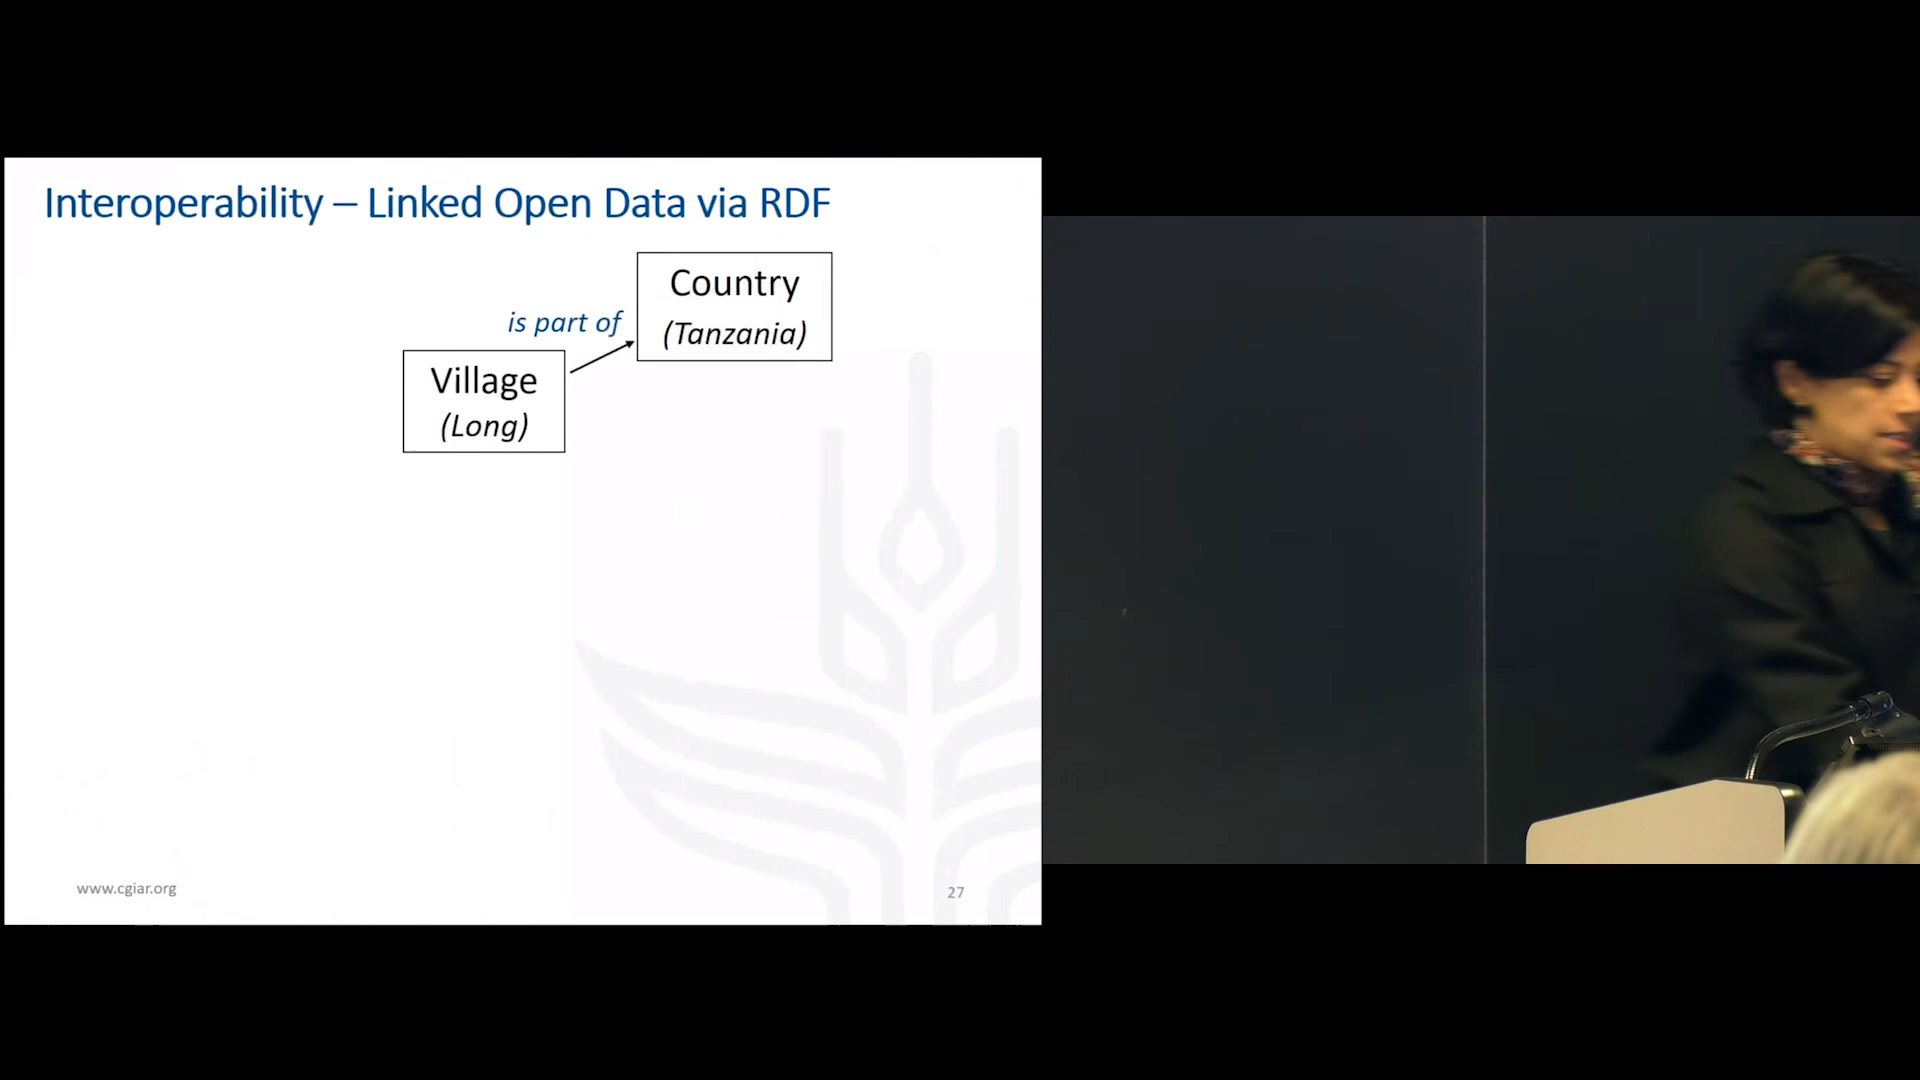 Interoperability – Linked Open Data via RDF
Country
(Tanzania)
is part of
Village
(Long)
www.cgiar.org
27